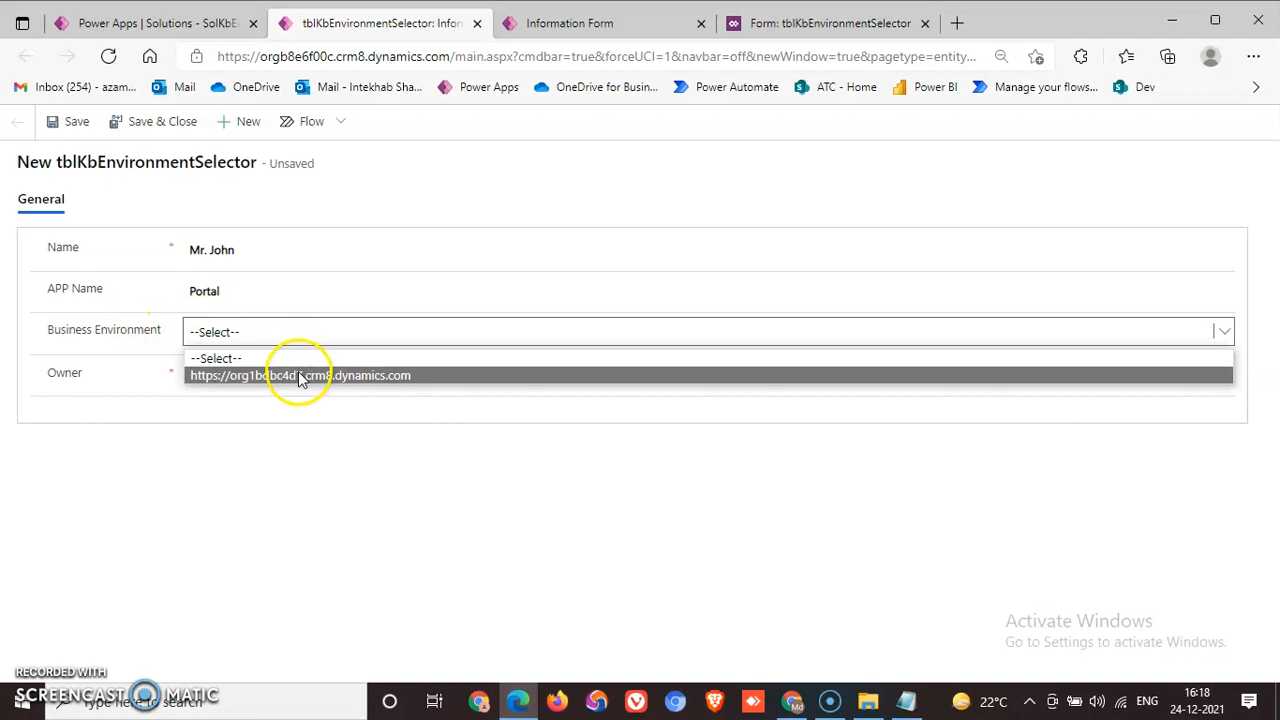 Power Apps | Solutions - SolKbE
tblKbEnvironmentSelector: Infor
Information Form
Form: tblKbEnvironmentSelector
https://orgb8e6f00c.crm8.dynamics.com/main.aspx?cmdbar=true&forceUCI=1&navbar=off&newWindow=true&pagetype=entity...
Inbox (254) - azam...
Mail
OneDrive
Mail - Intekhab Sha...
Power Apps
OneDrive for Busin...
Power Automate
ATC - Home
Power BI
Manage your flows...
Dev
Save
Save & Close
New
Flow
New tblKbEnvironmentSelector - Unsaved
General
Name * Mr. John
APP Name Portal
Business Environment --Select--
--Select--
Owner *
.dynamics.com
Activate Windows
Go to Settings to activate Windows.
RECORDED WITH
SCREENCAST MATIC
Type here to search
22°C
ENG
16:18
24-12-2021